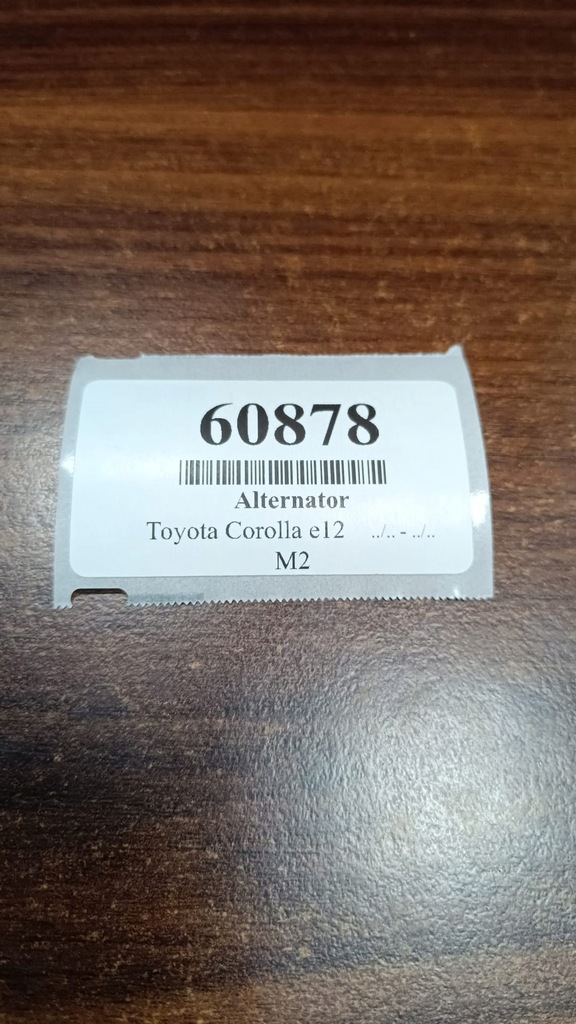 60878
Alternator
Toyota Corolla e12 ../.. - ../..
M2